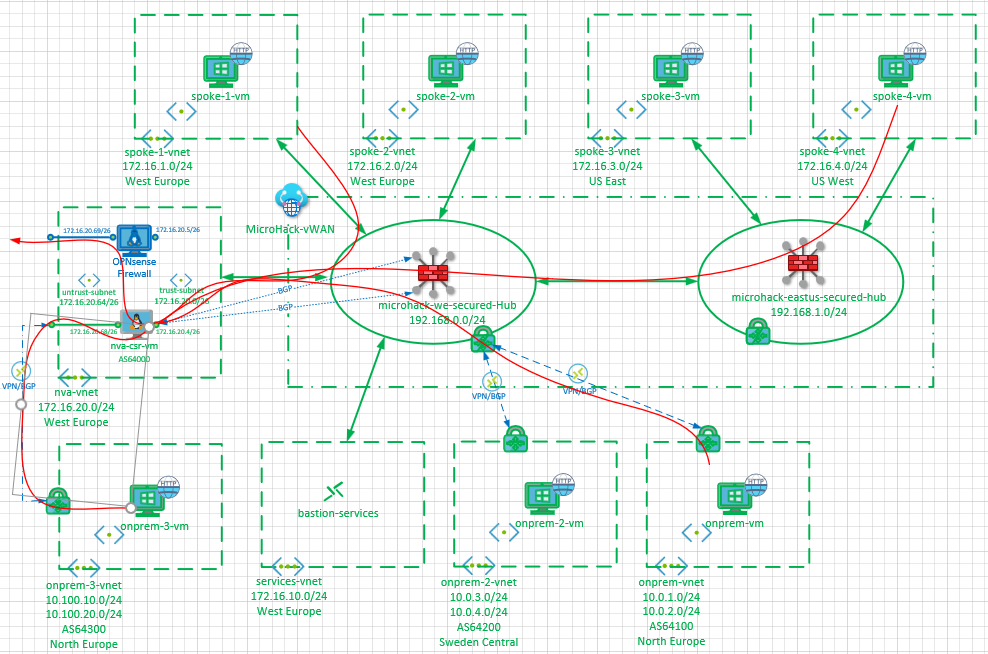 HTTP
spoke-1-vm
spoke-1-vnet
172.16.1.0/24
West Europe
HTTP
spoke-2-vm
spoke-2-vnet
172.16.2.0/24
West Europe
HTTP
spoke-3-vm
spoke-3-vnet
172.16.3.0/24
US East
HTTP
spoke-4-vm
spoke-4-vnet
172.16.4.0/24
US West
MicroHack-vWAN
172.16.20.69/26
172.16.20.5/26
OPNsense
Firewall
untrust-subnet
172.16.20.64/26
trust-subnet
172.16.20.0/26
172.16.20.68/26
172.16.20.4/26
nva-csr-vm
AS64000
nva-vnet
172.16.20.0/24
West Europe
BGP
BGP
microhack-we-secured-Hub
192.168.0.0/24
microhack-eastus-secured-hub
192.168.1.0/24
VPN/BGP
VPN/BGP
VPN/BGP
HTTP
onprem-3-vm
onprem-3-vnet
10.100.10.0/24
10.100.20.0/24
AS64300
North Europe
bastion-services
services-vnet
172.16.10.0/24
West Europe
HTTP
onprem-2-vm
onprem-2-vnet
10.0.3.0/24
10.0.4.0/24
AS64200
Sweden Central
HTTP
onprem-vm
onprem-vnet
10.0.1.0/24
10.0.2.0/24
AS64100
North Europe